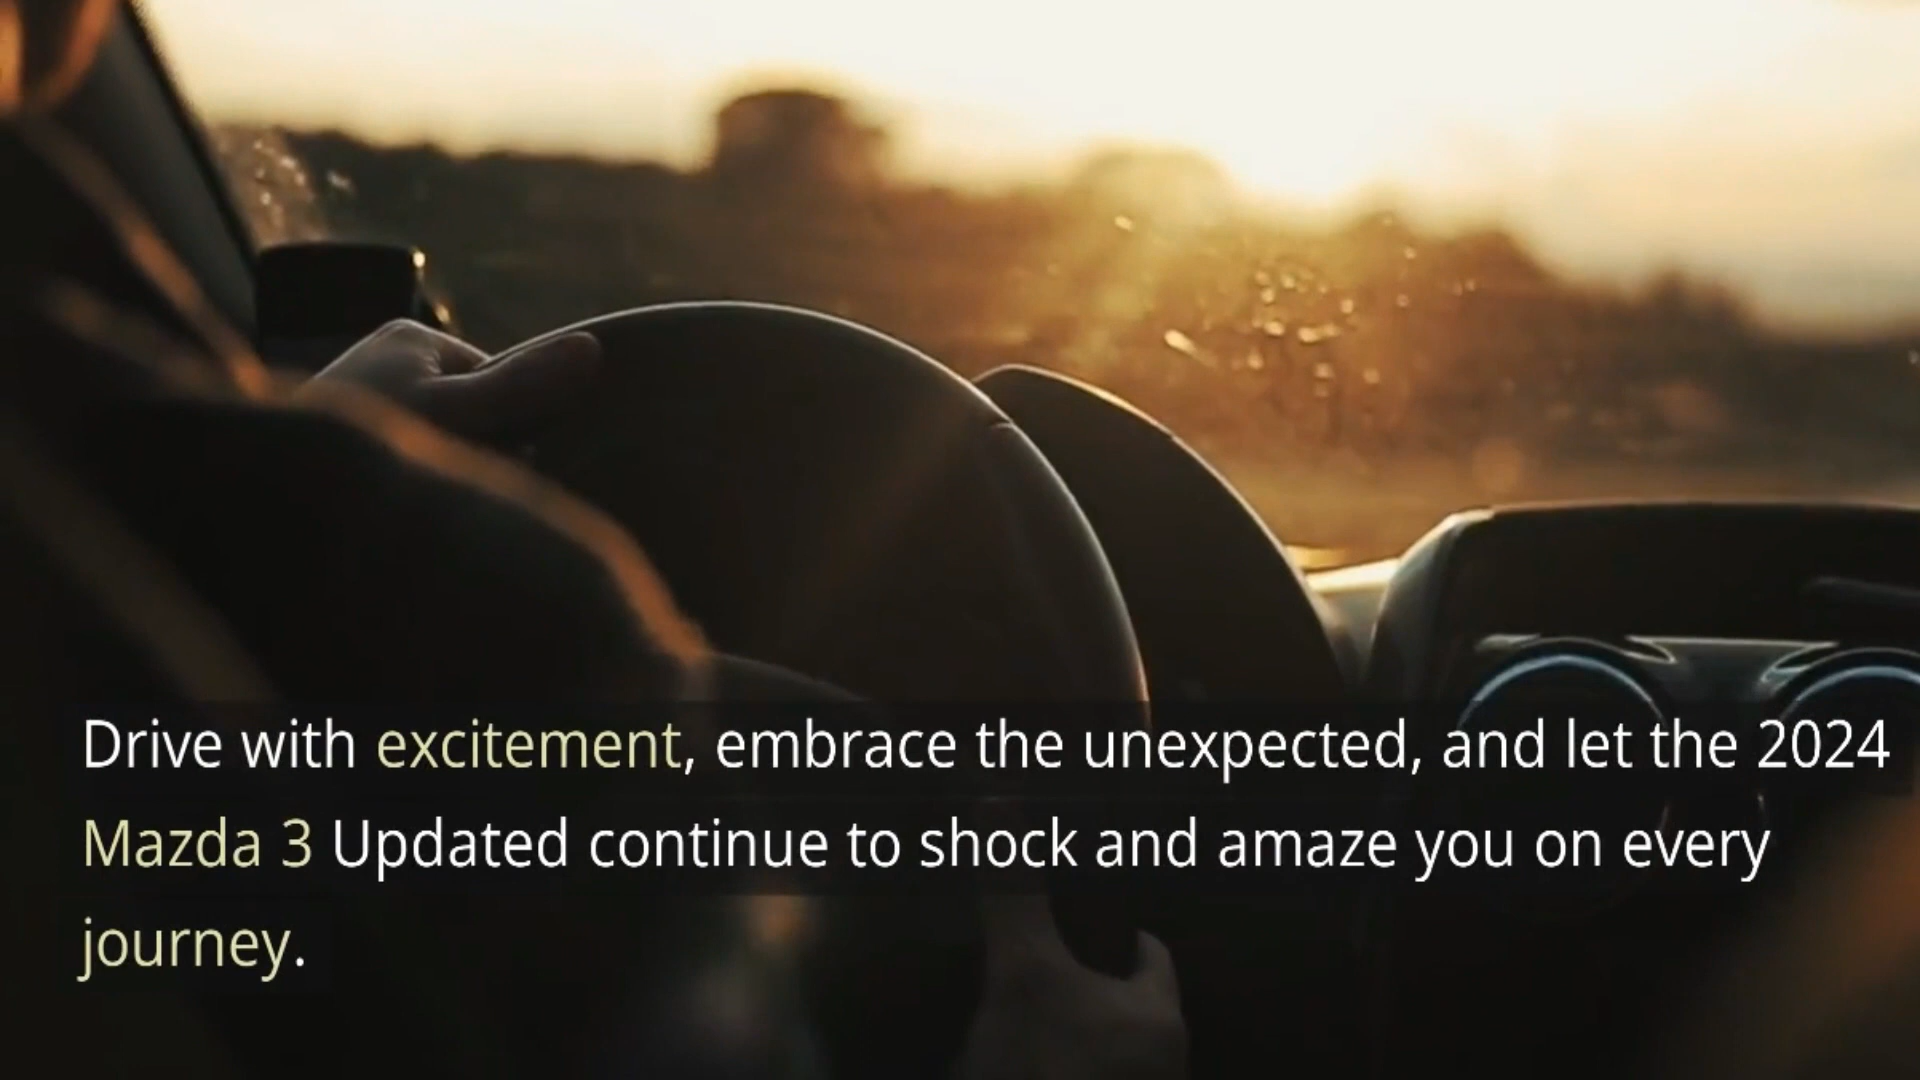 Drive with excitement, embrace the unexpected, and let the 2024
Mazda 3 Updated continue to shock and amaze you on every
journey.